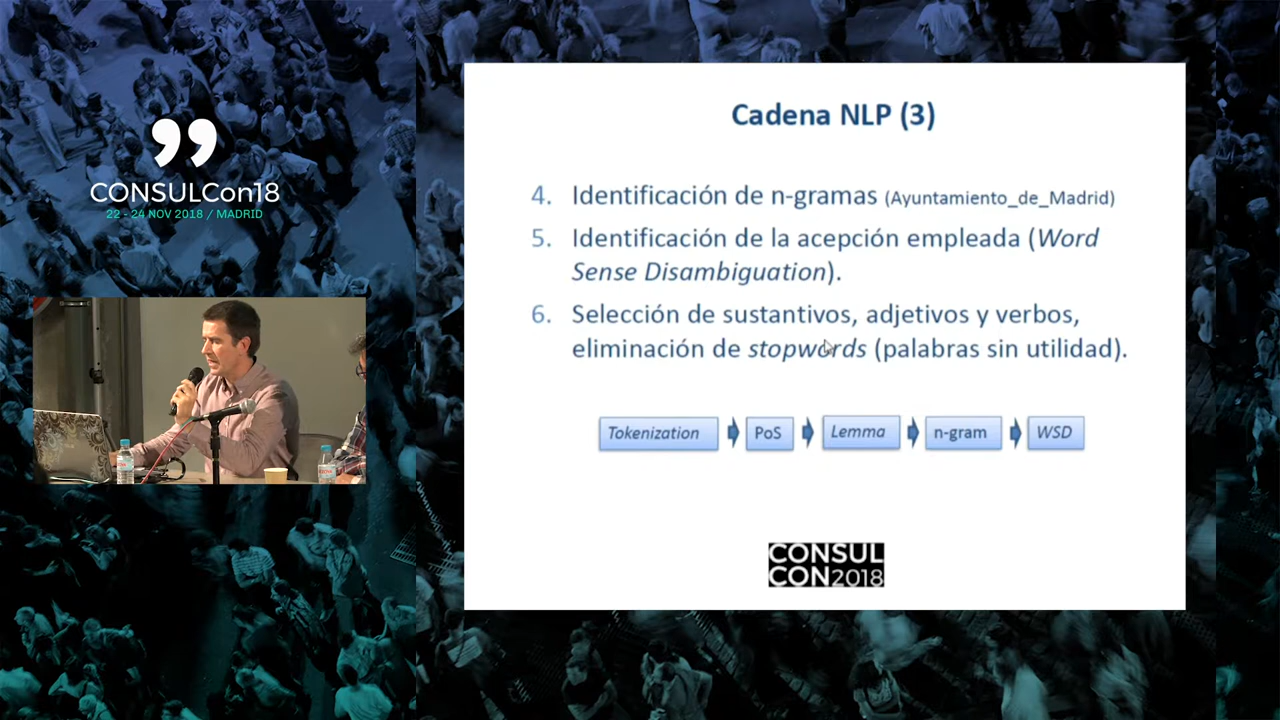 CONSULCon18
22 - 24 NOV 2018 / MADRID
Cadena NLP (3)
4. Identificación de n-gramas (Ayuntamiento_de_Madrid)
5. Identificación de la acepción empleada (Word
Sense Disambiguation).
6. Selección de sustantivos, adjetivos y verbos,
eliminación de stopwords (palabras sin utilidad).
Tokenization PoS Lemma n-gram WSD
CONSUL
CON2018